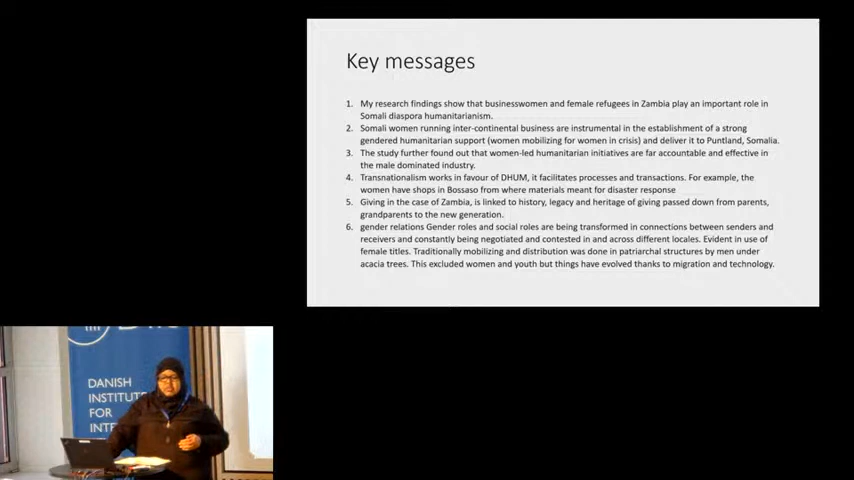 Key messages
1. My research findings show that businesswomen and female refugees in Zambia play an important role in
Somali diaspora humanitarianism.
2. Somali women running inter-continental business are instrumental in the establishment of a strong
gendered humanitarian support (women mobilizing for women in crisis) and deliver it to Puntland, Somalia.
3. The study further found out that women-led humanitarian initiatives are far accountable and effective in
the male dominated industry.
4. Transnationalism works in favour of DHUM, it facilitates processes and transactions. For example, the
women have shops in Bossaso from where materials meant for disaster response
5. Giving in the case of Zambia, is linked to history, legacy and heritage of giving passed down from parents,
grandparents to the new generation.
6. gender relations Gender roles and social roles are being transformed in connections between senders and
receivers and constantly being negotiated and contested in and across different locales. Evident in use of
female titles. Traditionally mobilizing and distribution was done in patriarchal structures by men under
acacia trees. This excluded women and youth but things have evolved thanks to migration and technology.
DANISH
INSTITUTE
FOR
INTE